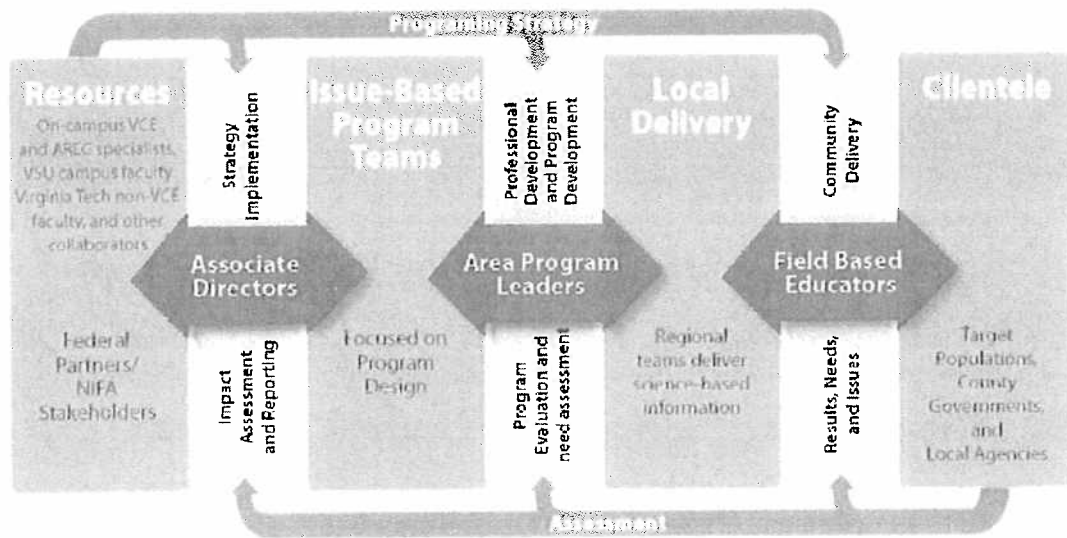 Programing Strategy
Resources
On-campus VCE
and AREC specialists,
VSU campus faculty
Virginia Tech non-VCE
faculty, and other
collaborators
Federal
Partners/
NIFA
Stakeholders
Strategy
Implementation
Associate
Directors
Impact
Assessment
and Reporting
Issue-Based
Program
Teams
Focused on
Program
Design
Professional
Development
and Program
Development
Area Program
Leaders
Program
Evaluation and
need assessment
Local
Delivery
Regional
teams deliver
science-based
information
Community
Delivery
Field Based
Educators
Results, Needs,
and Issues
Clientele
Target
Populations,
County
Governments,
and
Local Agencies
Assessment